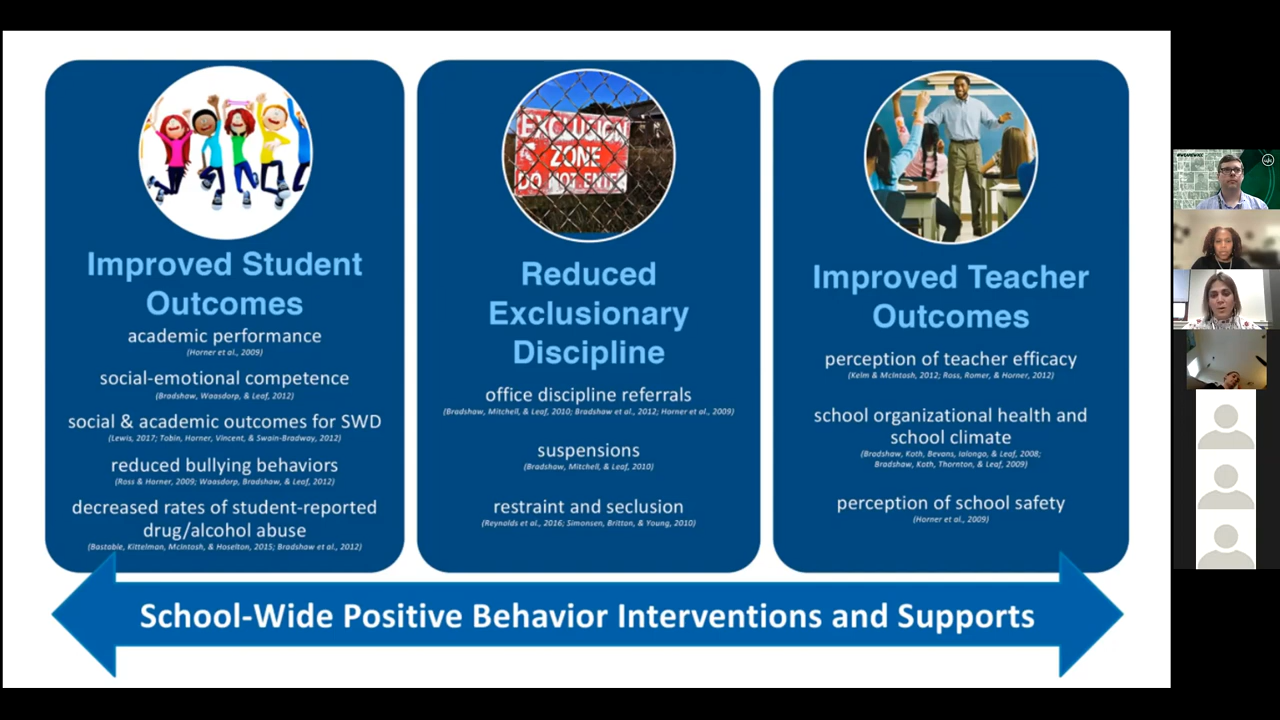 Improved Student
Outcomes
academic performance
(Horner et al., 2009)
social-emotional competence
(Bradshaw, Waasdorp, & Leaf, 2012)
social & academic outcomes for SWD
(Lewis, 2017; Tobin, Horner, Vincent, & Swain-Bradway, 2012)
reduced bullying behaviors
(Ross & Horner, 2009; Waasdorp, Bradshaw, & Leaf, 2012)
decreased rates of student-reported
drug/alcohol abuse
(Bastable, Kittelman, McIntosh, & Hoselton, 2015; Bradshaw et al., 2012)
EXCLUSION
ZONE
DO NOT ENTER
Reduced
Exclusionary
Discipline
office discipline referrals
(Bradshaw, Mitchell, & Leaf, 2010; Bradshaw et al., 2012; Horner et al., 2009)
suspensions
(Bradshaw, Mitchell, & Leaf, 2010)
restraint and seclusion
(Reynolds et al., 2016; Simonsen, Britton, & Young, 2010)
Improved Teacher
Outcomes
perception of teacher efficacy
(Kelm & McIntosh, 2012; Ross, Romer, & Horner, 2012)
school organizational health and
school climate
(Bradshaw, Koth, Bevans, Ialongo, & Leaf, 2008;
Bradshaw, Koth, Thornton, & Leaf, 2009)
perception of school safety
(Horner et al., 2009)
School-Wide Positive Behavior Interventions and Supports